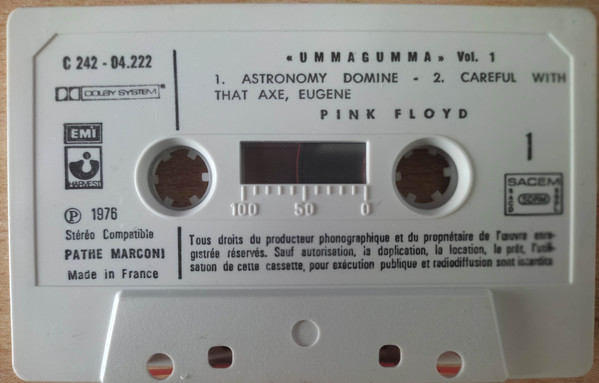 C 242 - 04.222
DOLBY SYSTEM
EMI
HARVEST
Ⓟ 1976
Stéréo Compatible
PATHE MARCONI
Made in France
« UMMAGUMMA » Vol. 1
1. ASTRONOMY DOMINE - 2. CAREFUL WITH
THAT AXE, EUGENE
PINK FLOYD
1
SACEM
SACD SDRM SGDL
100 50 0
Tous droits du producteur phonographique et du propriétaire de l'œuvre enre-
gistrée réservés. Sauf autorisation, la duplication, la location, le prêt, l'utili-
sation de cette cassette, pour exécution publique et radiodiffusion sont interdits